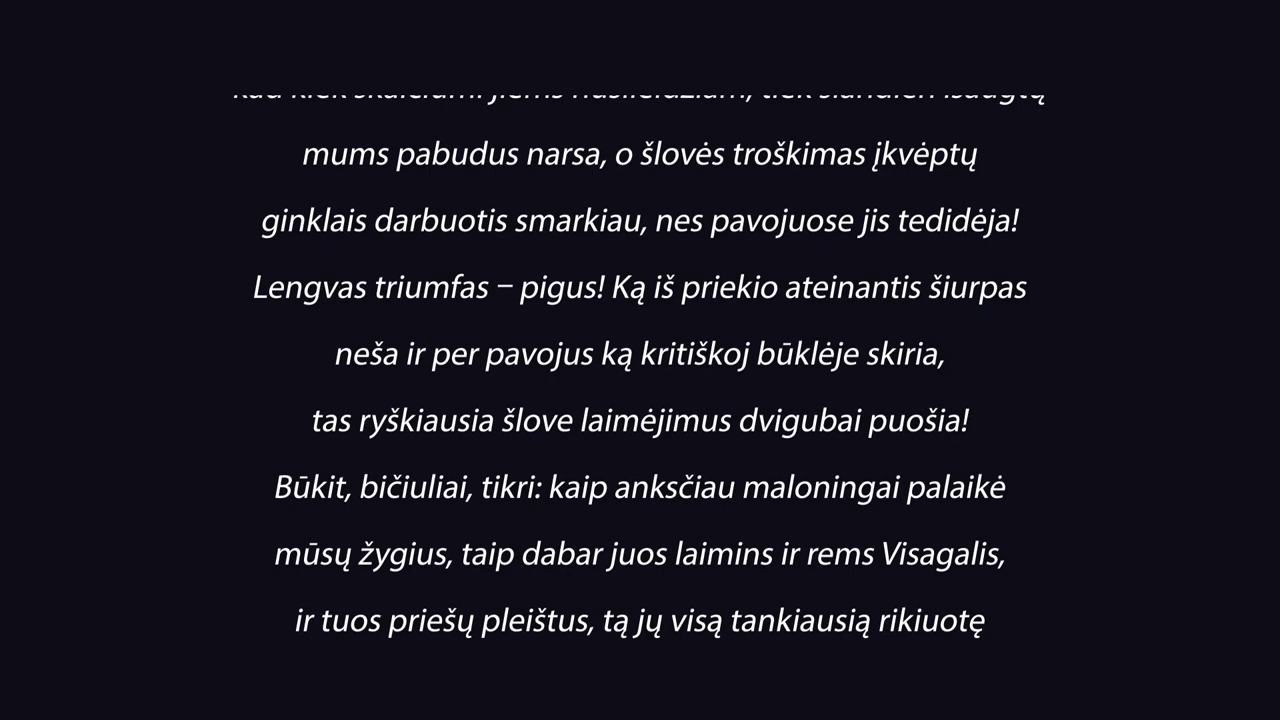 mums pabudus narsa, o šlovės troškimas įkvėptų
ginklais darbuotis smarkiau, nes pavojuose jis tedidėja!
Lengvas triumfas – pigus! Ką iš priekio ateinantis šiurpas
neša ir per pavojus ką kritiškoj būklėje skiria,
tas ryškiausia šlove laimėjimus dvigubai puošia!
Būkit, bičiuliai, tikri: kaip anksčiau maloningai palaikė
mūsų žygius, taip dabar juos laimins ir rems Visagalis,
ir tuos priešų pleištus, tą jų visą tankiausią rikiuotę